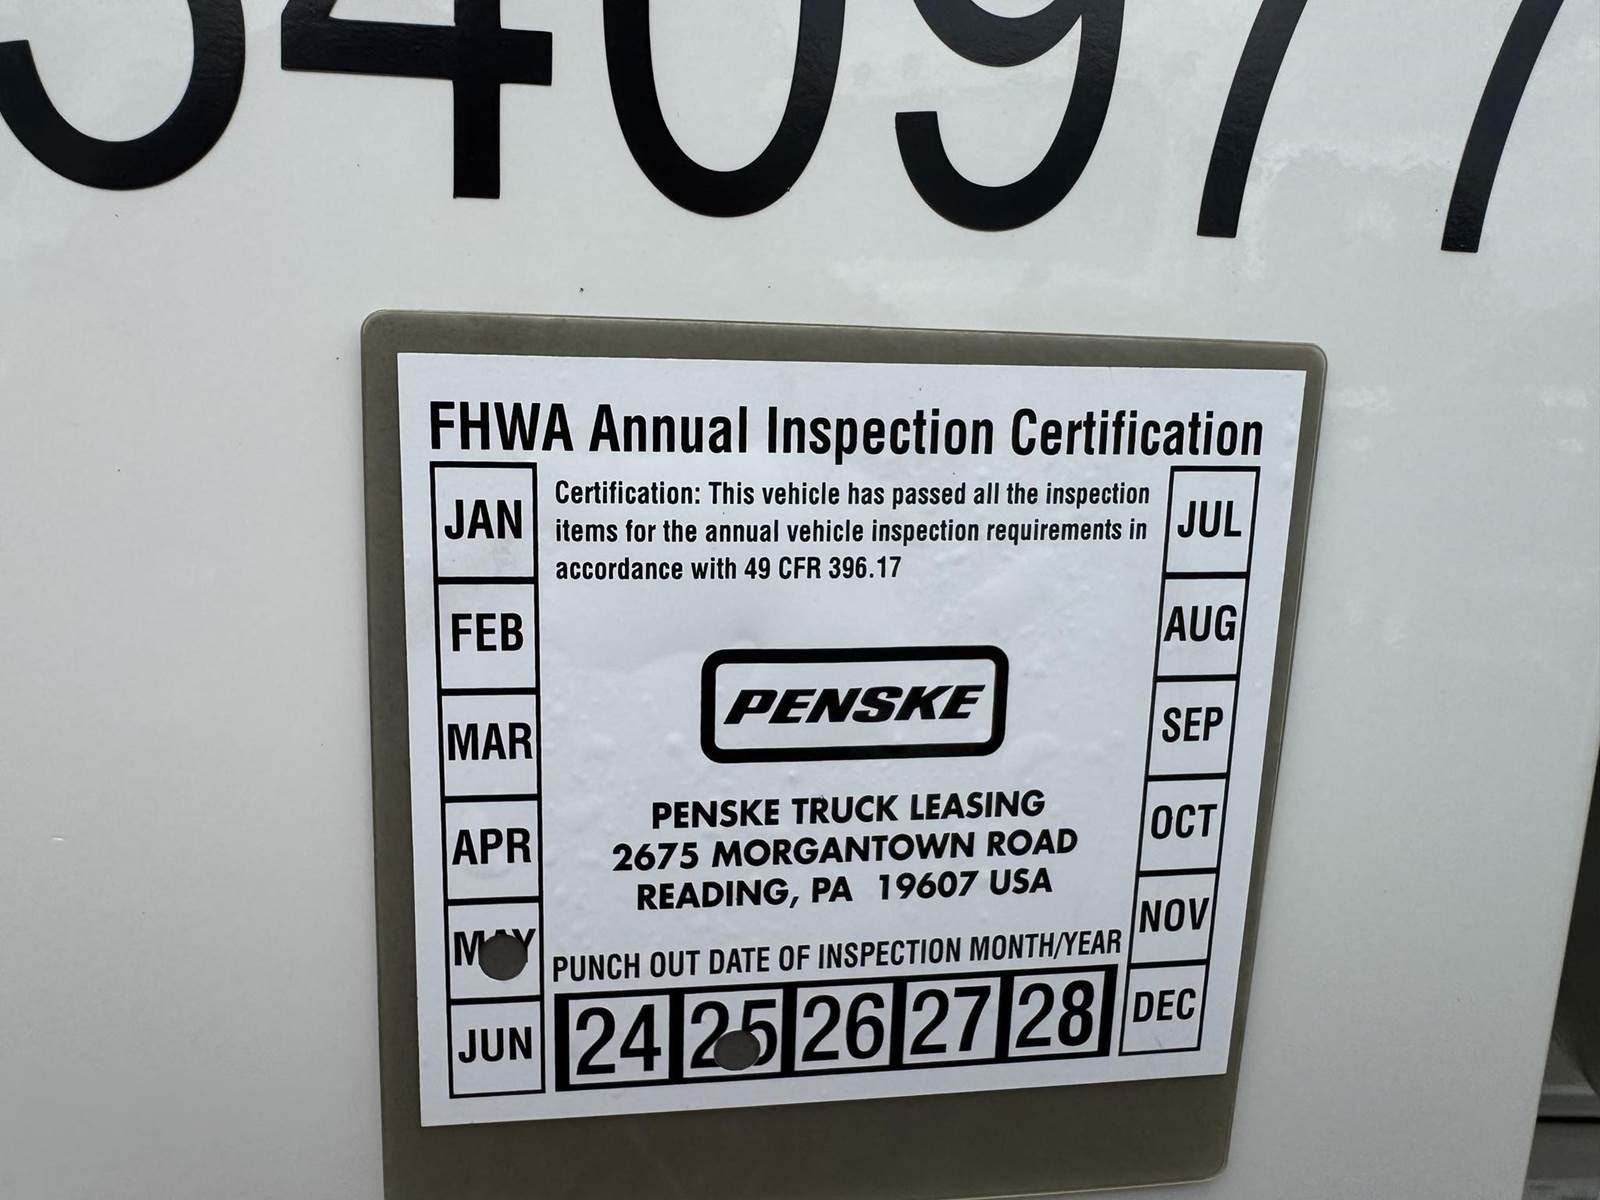 340977
FHWA Annual Inspection Certification
JAN
FEB
MAR
APR
MAY
JUN
Certification: This vehicle has passed all the inspection
items for the annual vehicle inspection requirements in
accordance with 49 CFR 396.17
PENSKE
PENSKE TRUCK LEASING
2675 MORGANTOWN ROAD
READING, PA 19607 USA
PUNCH OUT DATE OF INSPECTION MONTH/YEAR
24 25 26 27 28
JUL
AUG
SEP
OCT
NOV
DEC